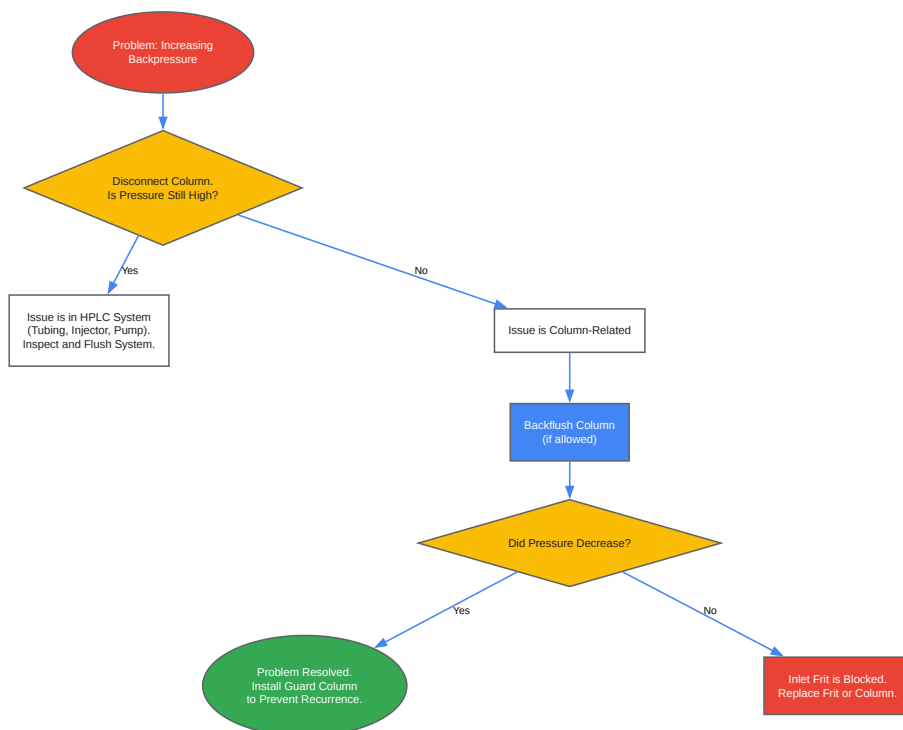 Problem: Increasing
Backpressure
Disconnect Column.
Is Pressure Still High?
Yes
No
Issue is in HPLC System
(Tubing, Injector, Pump).
Inspect and Flush System.
Issue is Column-Related
Backflush Column
(if allowed)
Did Pressure Decrease?
Yes
No
Problem Resolved.
Install Guard Column
to Prevent Recurrence.
Inlet Frit is Blocked.
Replace Frit or Column.